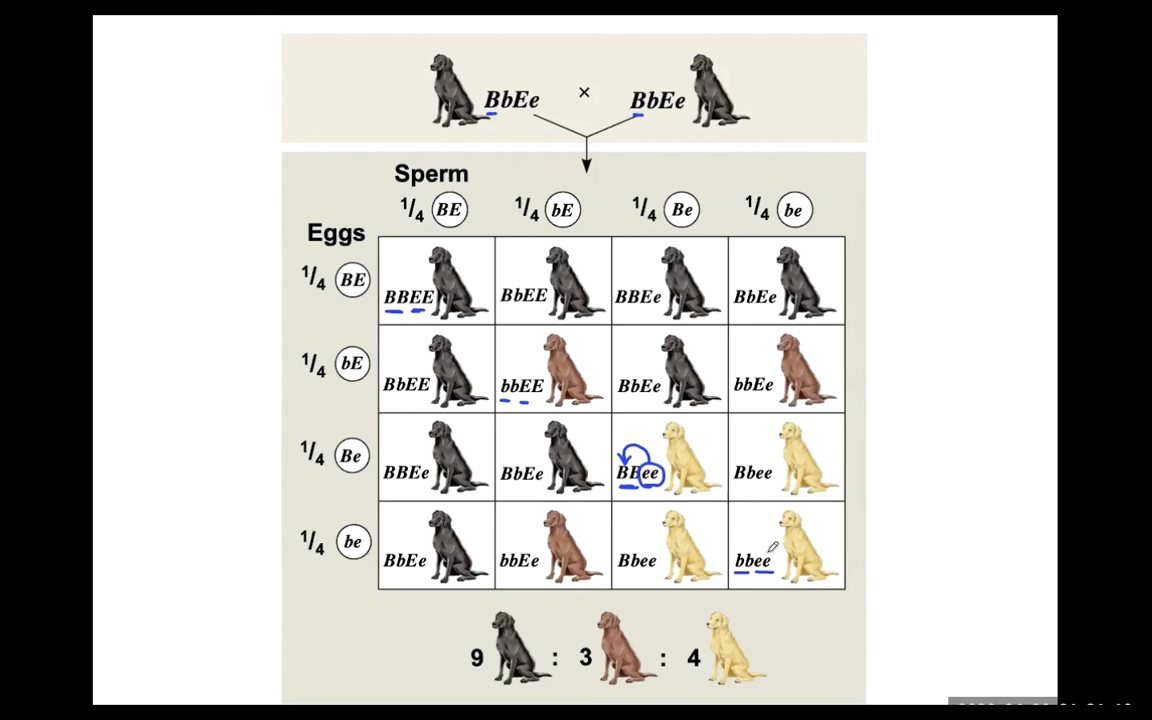 BbEe × BbEe
Sperm
1/4 BE 1/4 bE 1/4 Be 1/4 be
Eggs
1/4 BE BBEE BbEE BBEe BbEe
1/4 bE BbEE bbEE BbEe bbEe
1/4 Be BBEe BbEe BBee Bbee
1/4 be BbEe bbEe Bbee bbee
9 : 3 : 4